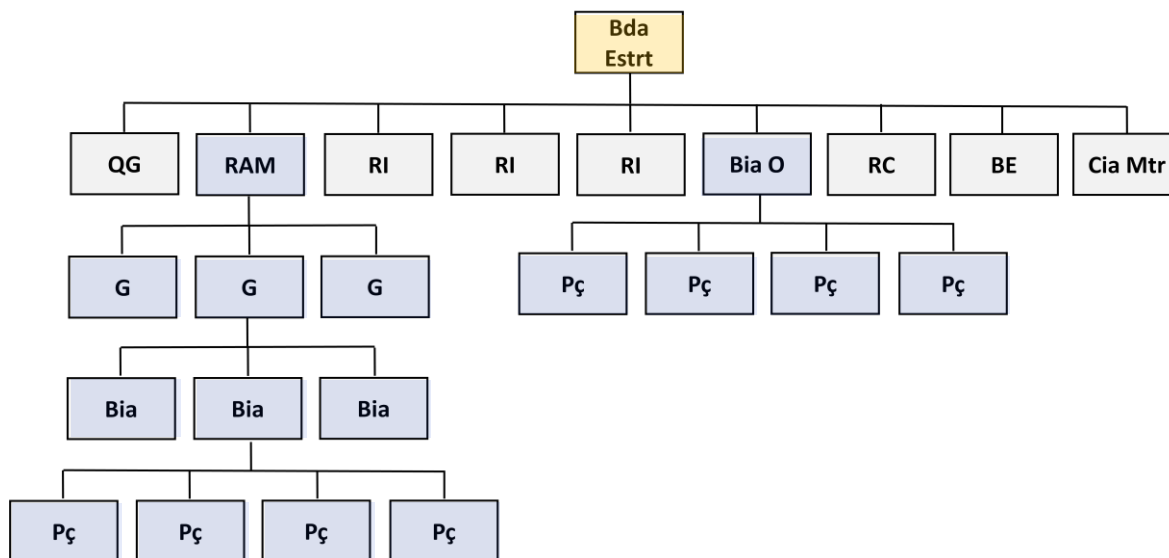 Bda
Estrt
QG RAM RI RI RI Bia O RC BE Cia Mtr
G G G Pç Pç Pç Pç
Bia Bia Bia
Pç Pç Pç Pç